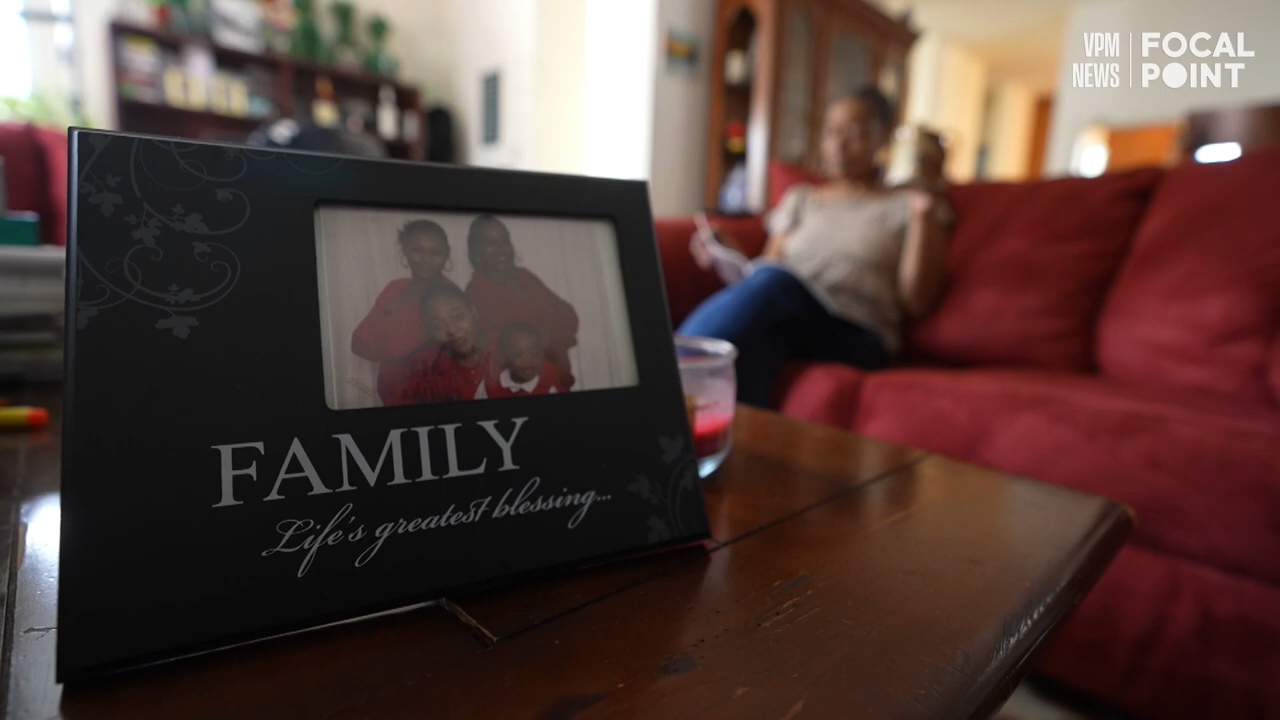 VPM
NEWS
FOCAL
POINT
FAMILY
Life's greatest blessing...